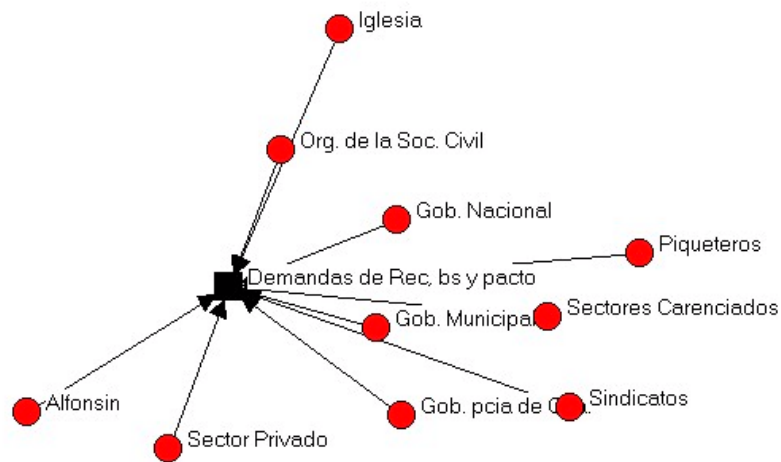 Iglesia
Org. de la Soc. Civil
Gob. Nacional
Piqueteros
Demandas de Rec, bs y pacto
Sectores Carenciados
Gob. Municipal
Alfonsin
Gob. pcia de
Sindicatos
Sector Privado